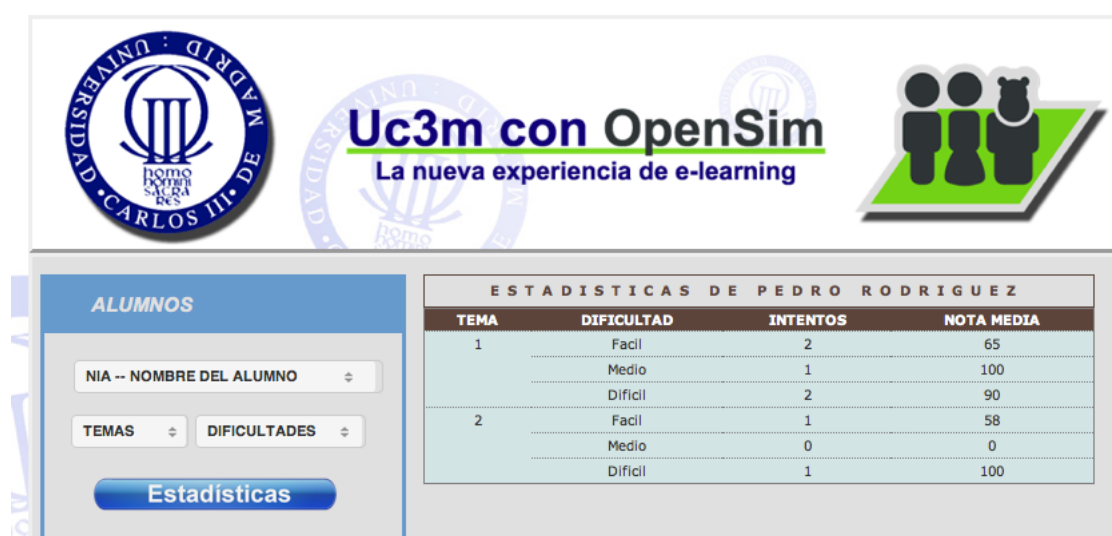 UNIVERSIDAD · CARLOS III · DE MADRID :
homo
homini
SACRA
RES
Uc3m con OpenSim
La nueva experiencia de e-learning
ALUMNOS
NIA -- NOMBRE DEL ALUMNO
TEMAS DIFICULTADES
Estadísticas
ESTADISTICAS DE PEDRO RODRIGUEZ
TEMA DIFICULTAD INTENTOS NOTA MEDIA
1 Facil 2 65
Medio 1 100
Dificil 2 90
2 Facil 1 58
Medio 0 0
Dificil 1 100